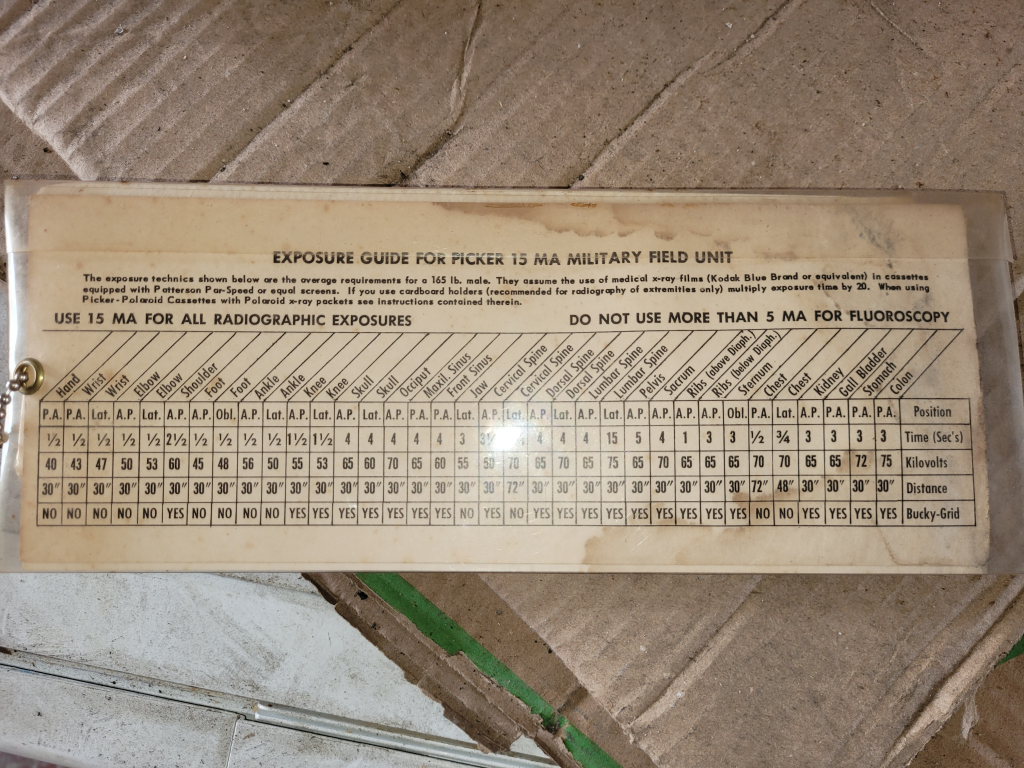 EXPOSURE GUIDE FOR PICKER 15 MA MILITARY FIELD UNIT
The exposure technics shown below are the average requirements for a 165 lb. male. They assume the use of medical x-ray films (Kodak Blue Brand or equivalent) in cassettes
equipped with Patterson Par-Speed or equal screens. If you use cardboard holders (recommended for radiography of extremities only) multiply exposure time by 20. When using
Picker-Polaroid Cassettes with Polaroid x-ray packets see instructions contained therein.
USE 15 MA FOR ALL RADIOGRAPHIC EXPOSURES DO NOT USE MORE THAN 5 MA FOR FLUOROSCOPY
Hand Wrist Wrist Elbow Elbow Shoulder Foot Foot Ankle Ankle Knee Knee Skull Skull Occiput Maxil Sinus Front Sinus Jaw Cervical Spine Cervical Spine Dorsal Spine Dorsal Spine Lumbar Spine Lumbar Spine Pelvis Sacrum Ribs (above Diaph.) Ribs (below Diaph.) Sternum Chest Chest Kidney Gall Bladder Stomach Colon
P.A. P.A. Lat. A.P. Lat. A.P. A.P. Obl. A.P. Lat. A.P. Lat. A.P. Lat. A.P. P.A. P.A. Lat. A.P. Lat. A.P. Lat. A.P. Lat. A.P. A.P. A.P. A.P. Obl. P.A. Lat. A.P. P.A. P.A. P.A. Position
½ ½ ½ ½ ½ 2½ ½ ½ ½ ½ 1½ 1½ 4 4 4 4 4 3 4 4 4 15 5 4 1 3 3 ½ ¾ 3 3 3 3 Time (Sec's)
40 43 47 50 53 60 45 48 56 50 55 53 65 60 70 65 60 55 59 70 65 70 65 75 65 70 65 65 65 70 70 65 65 72 75 Kilovolts
30" 30" 30" 30" 30" 30" 30" 30" 30" 30" 30" 30" 30" 30" 30" 30" 30" 30" 30" 72" 30" 30" 30" 30" 30" 30" 30" 30" 30" 72" 48" 30" 30" 30" 30" Distance
NO NO NO NO NO YES YES NO NO NO YES YES YES YES YES YES YES NO YES NO YES YES YES YES YES YES YES YES YES NO NO YES YES YES YES Bucky-Grid